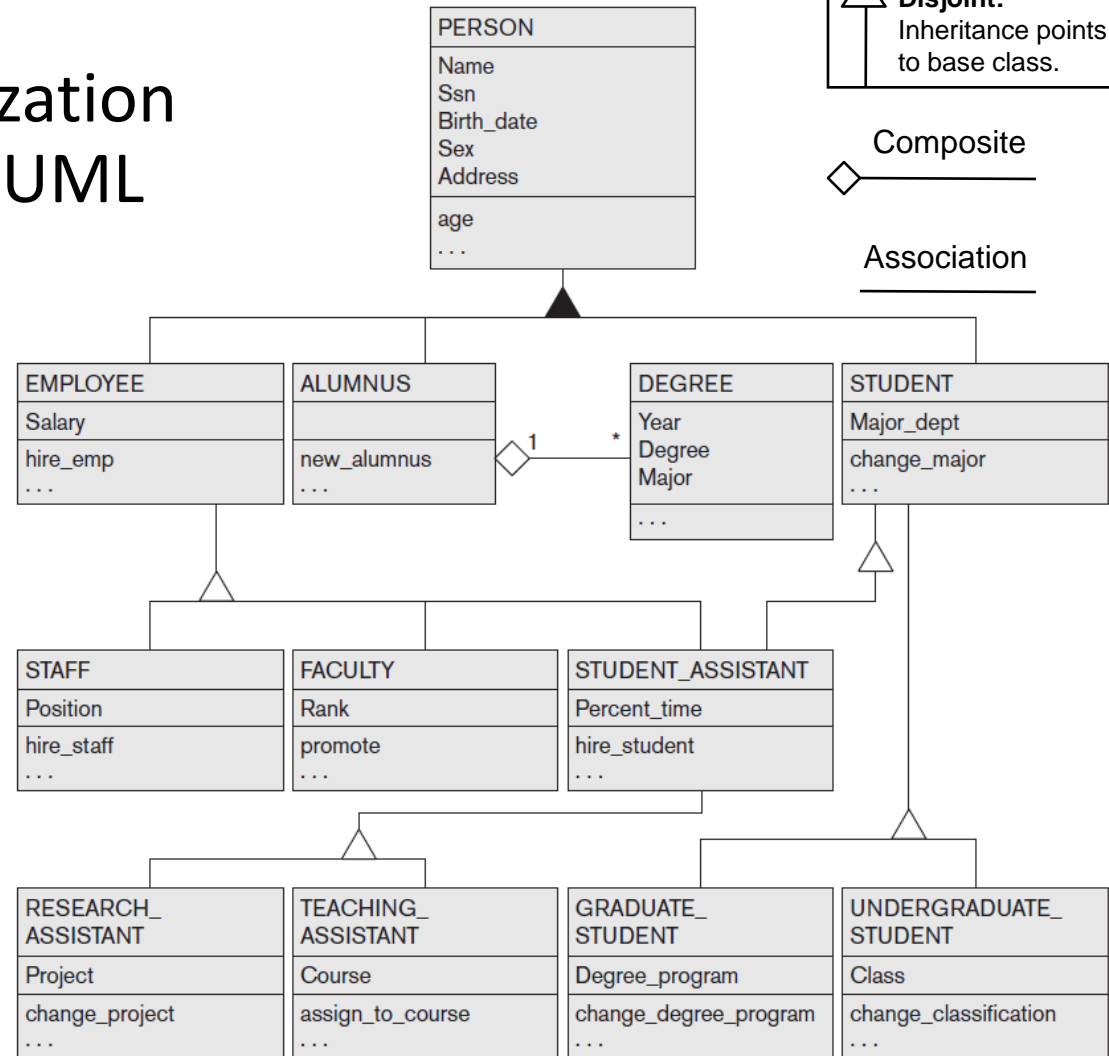 ization
UML
Disjoint:
Inheritance points
to base class.
Composite
Association
PERSON
Name
Ssn
Birth_date
Sex
Address
age
. . .
EMPLOYEE
Salary
hire_emp
. . .
ALUMNUS
new_alumnus
. . .
1
*
DEGREE
Year
Degree
Major
. . .
STUDENT
Major_dept
change_major
. . .
STAFF
Position
hire_staff
. . .
FACULTY
Rank
promote
. . .
STUDENT_ASSISTANT
Percent_time
hire_student
. . .
RESEARCH_
ASSISTANT
Project
change_project
. . .
TEACHING_
ASSISTANT
Course
assign_to_course
. . .
GRADUATE_
STUDENT
Degree_program
change_degree_program
. . .
UNDERGRADUATE_
STUDENT
Class
change_classification
. . .